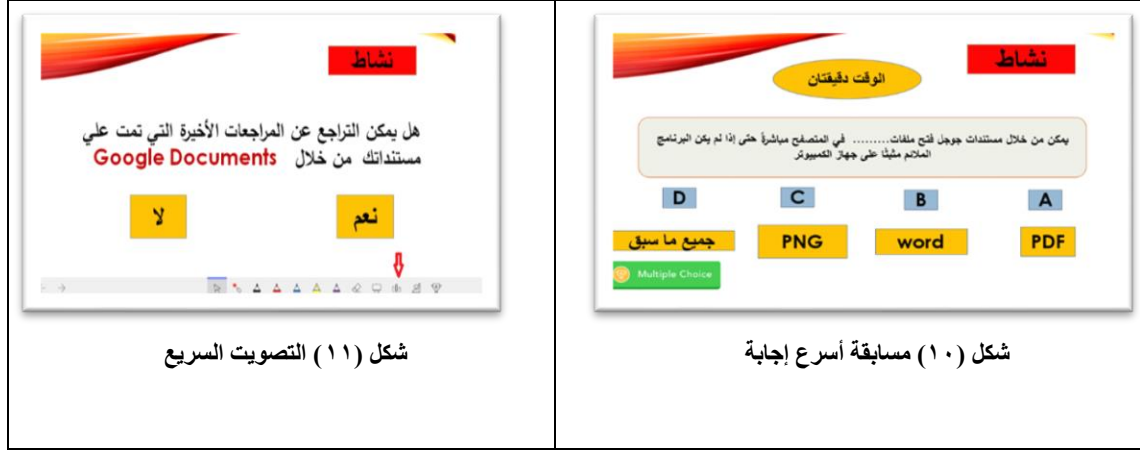 نشاط
الوقت دقيقتان
يمكن من خلال مستندات جوجل فتح ملفات......... في المتصفح مباشرةً حتى إذا لم يكن البرنامج
الملائم مثبتًا على جهاز الكمبيوتر
A B C D
PDF word PNG جميع ما سبق
Multiple Choice
شكل (١٠) مسابقة أسرع إجابة
نشاط
هل يمكن التراجع عن المراجعات الأخيرة التي تمت علي
مستنداتك من خلال Google Documents
نعم لا
شكل (١١) التصويت السريع